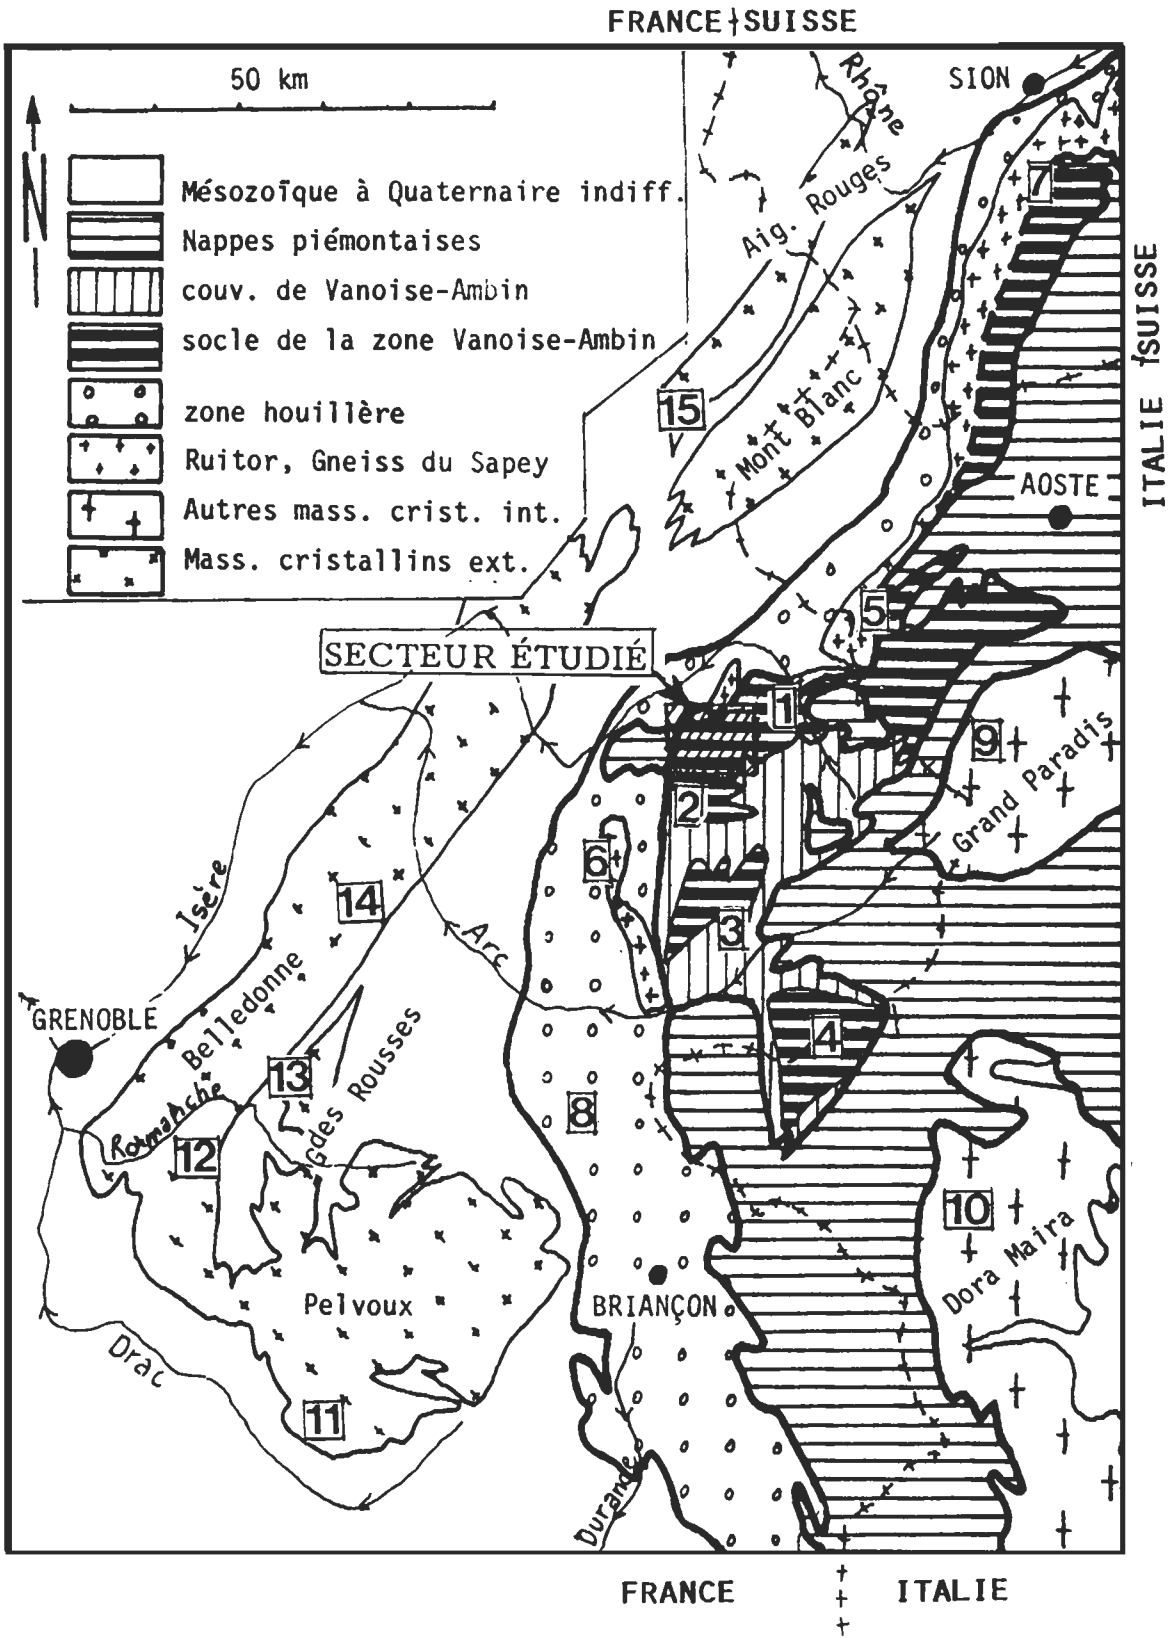 FRANCE SUISSE
50 km
N
SION
Rhône
Mésozoïque à Quaternaire indiff.
Nappes piémontaises
couv. de Vanoise-Ambin
socle de la zone Vanoise-Ambin
zone houillère
Ruitor, Gneiss du Sapey
Autres mass. crist. int.
Mass. cristallins ext.
Aig. Rouges
7
ITALIE SUISSE
15
Mont Blanc
AOSTE
5
SECTEUR ÉTUDIÉ
1
9
Grand Paradis
2
6
Isère
14
3
Arc
GRENOBLE
Belledonne
4
13
Gdes Rousses
8
Romanche
12
10
Dora Maira
Pelvoux
BRIANÇON
Drac
11
Durande
FRANCE
ITALIE